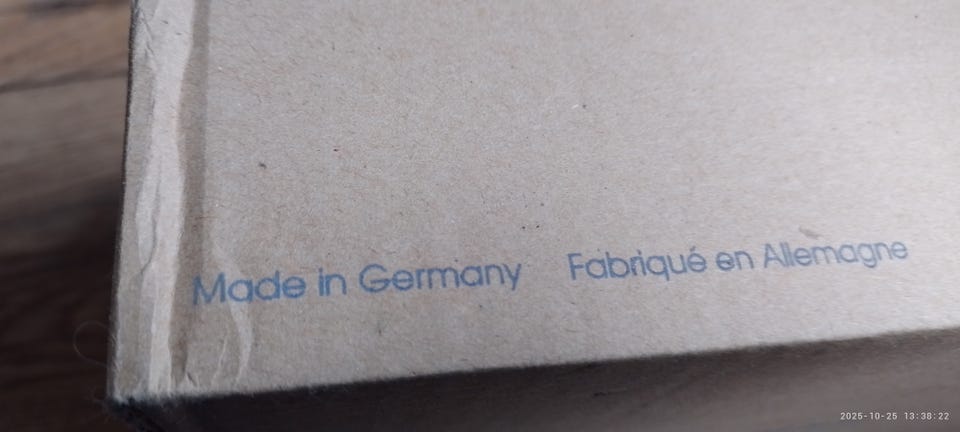 Made in Germany Fabriqué en Allemagne
2025-10-25 13:38:22